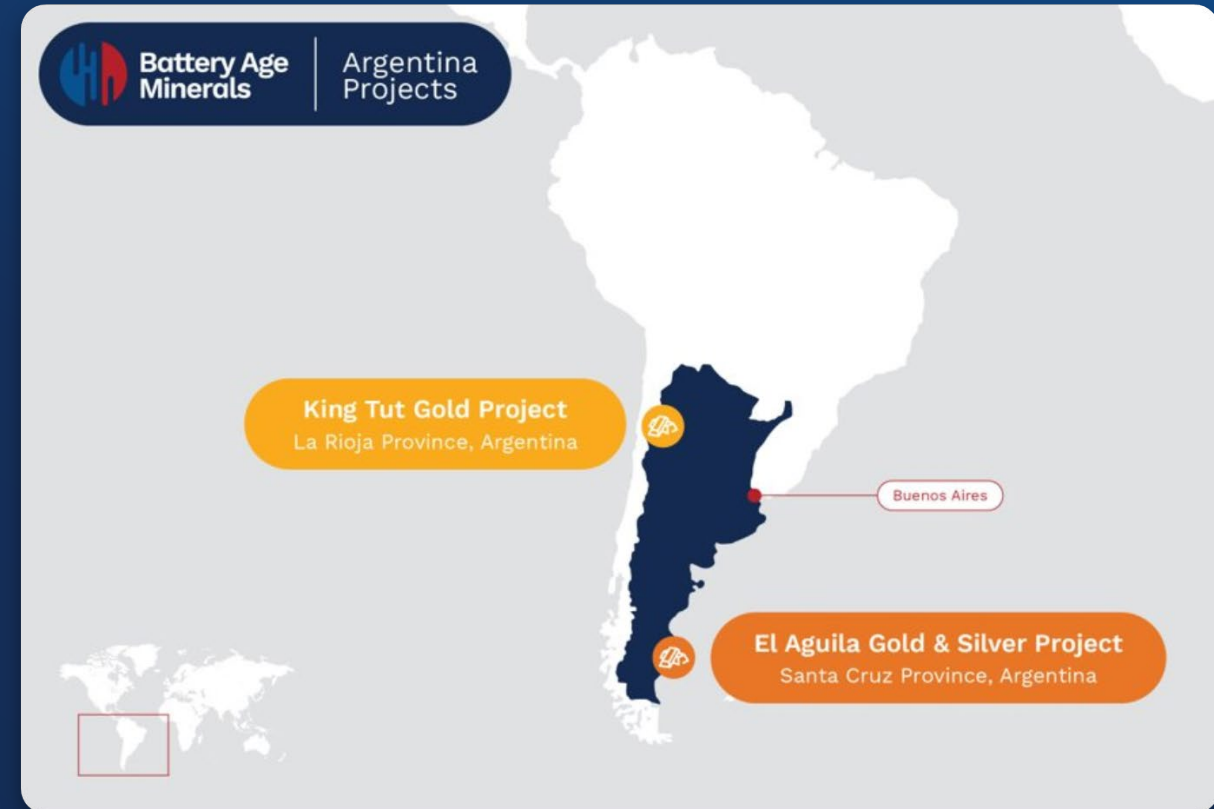 Battery Age
Minerals
Argentina
Projects
King Tut Gold Project
La Rioja Province, Argentina
Buenos Aires
El Aguila Gold & Silver Project
Santa Cruz Province, Argentina